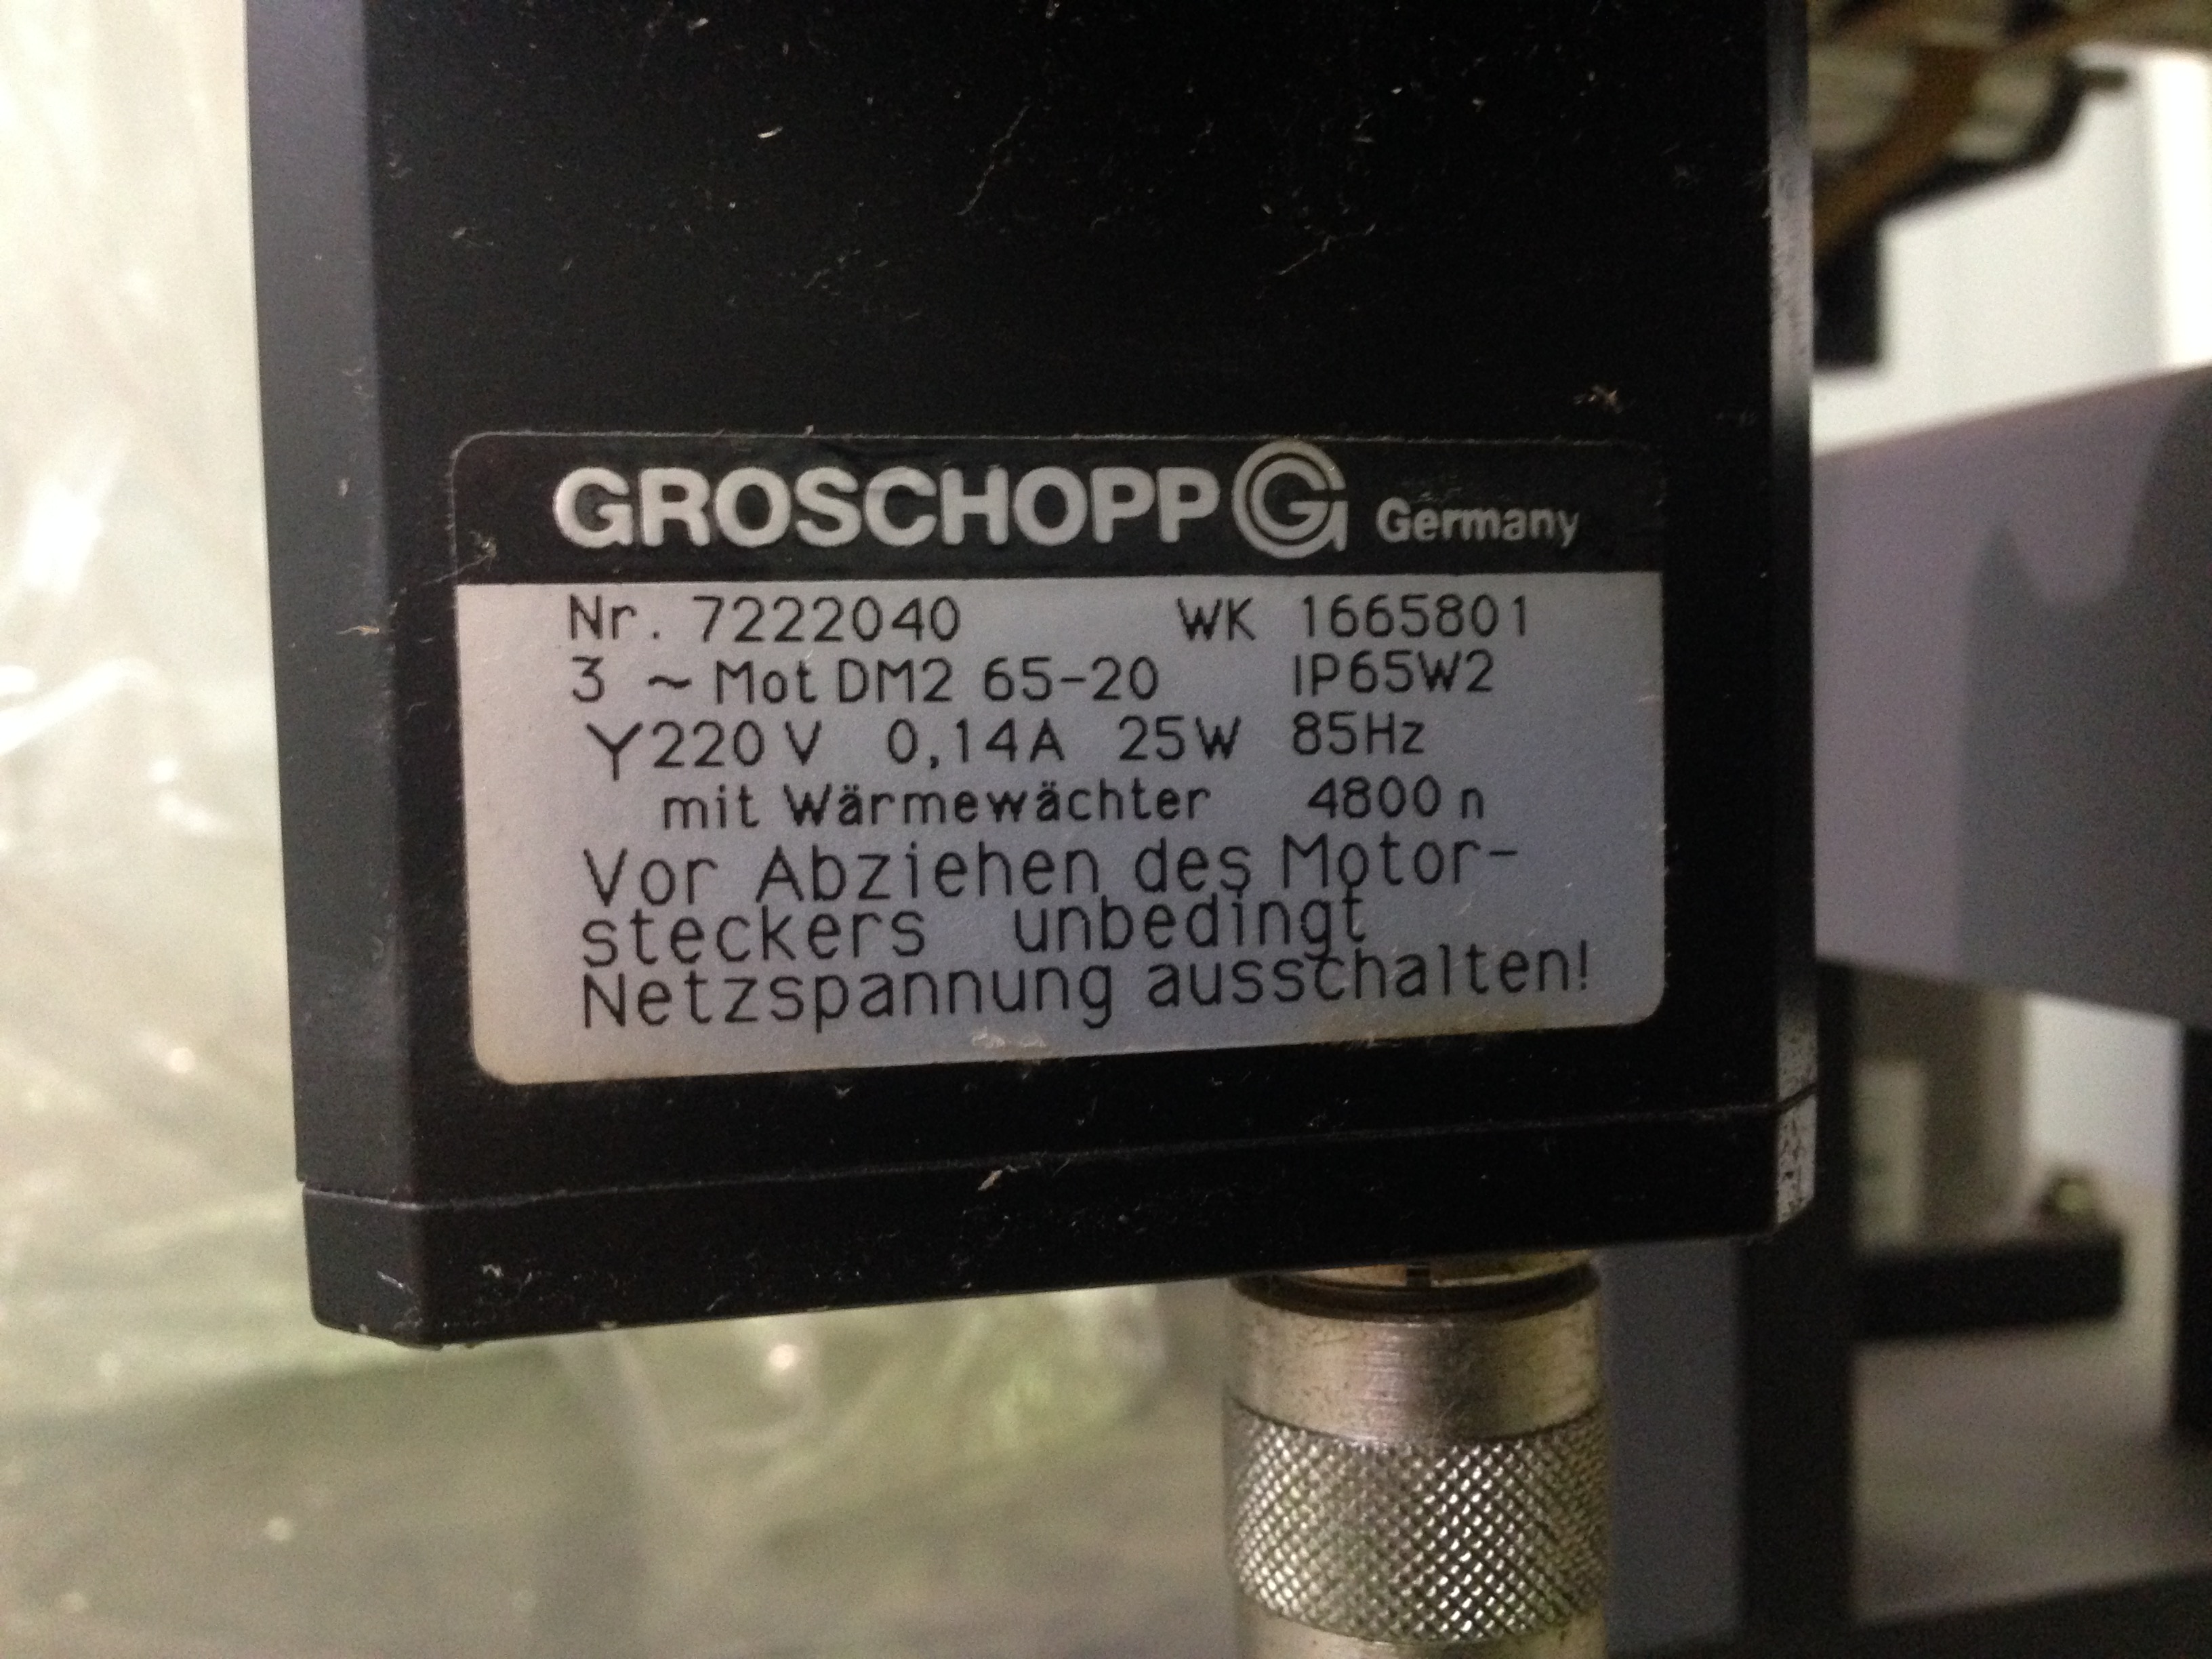 GROSCHOPP G Germany
Nr. 7222040 WK 1665801
3 ~ Mot DM2 65-20 IP65W2
Y 220 V 0,14A 25W 85Hz
mit Wärmewächter 4800 n
Vor Abziehen des Motor-
steckers unbedingt
Netzspannung ausschalten!